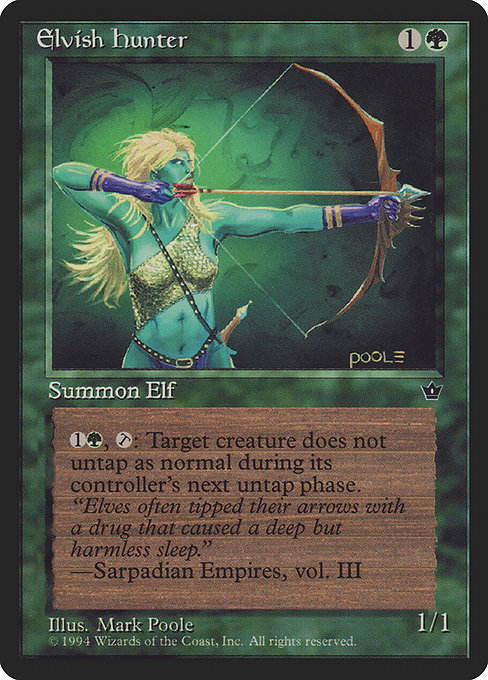 Elvish Hunter 1
POOLE
Summon Elf
1, : Target creature does not
untap as normal during its
controller's next untap phase.
"Elves often tipped their arrows with
a drug that caused a deep but
harmless sleep."
—Sarpadian Empires, vol. III
Illus. Mark Poole 1/1
© 1994 Wizards of the Coast, Inc. All rights reserved.